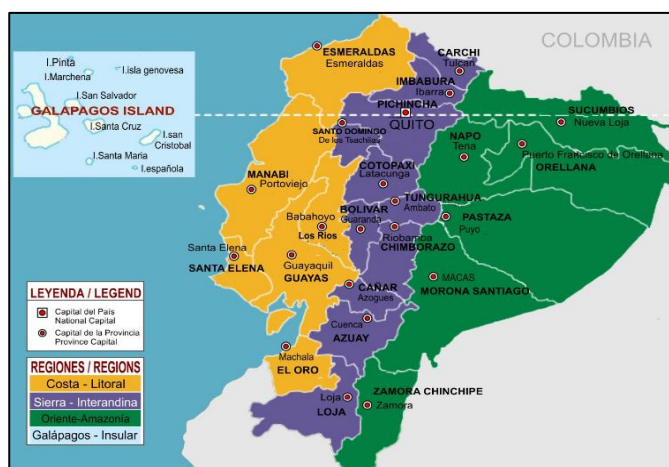 COLOMBIA
I.Pinta
I.Marchena
I.isla genovesa
I.San Salvador
GALAPAGOS ISLAND
I.Santa Cruz
I.san
Cristobal
I.Santa Maria
I.española
ESMERALDAS
Esmeraldas
CARCHI
Tulcan
IMBABURA
Ibarra
PICHINCHA
QUITO
SUCUMBIOS
Nueva Loja
SANTO DOMINGO
De los Tsachilas
NAPO
Tena
Puerto Francisco de Orellana
ORELLANA
COTOPAXI
Latacunga
MANABI
Portoviejo
TUNGURAHUA
Ambato
BOLIVAR
Guaranda
PASTAZA
Puyo
Babahoyo
Los Rios
Riobamba
CHIMBORAZO
Santa Elena
SANTA ELENA
Guayaquil
GUAYAS
MACAS
MORONA SANTIAGO
CAÑAR
Azogues
Cuenca
AZUAY
Machala
EL ORO
ZAMORA CHINCHIPE
Zamora
Loja
LOJA
LEYENDA / LEGEND
Capital del País
National Capital
Capital de la Provincia
Province Capital
REGIONES / REGIONS
Costa - Litoral
Sierra - Interandina
Oriente-Amazonía
Galápagos - Insular